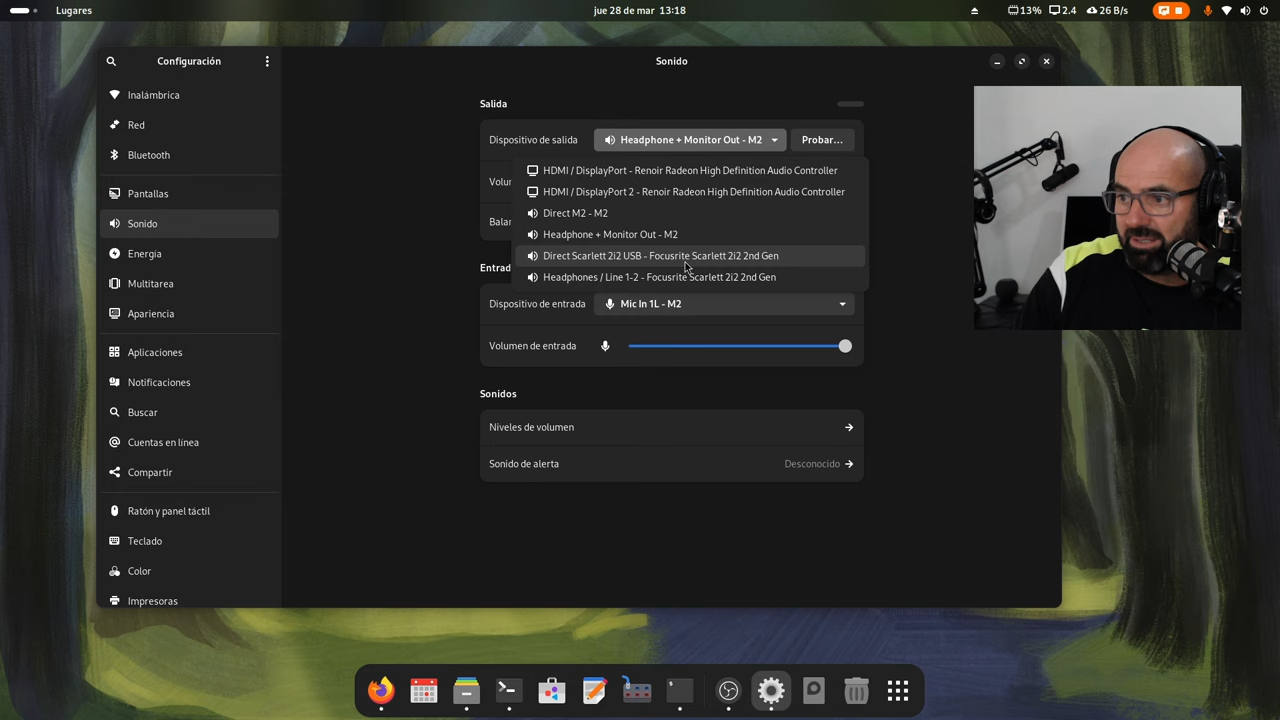 Lugares
jue 28 de mar 13:18
13%
2.4
26 B/s
Configuración
Sonido
Inalámbrica
Red
Bluetooth
Pantallas
Sonido
Energía
Multitarea
Apariencia
Aplicaciones
Notificaciones
Buscar
Cuentas en línea
Compartir
Ratón y panel táctil
Teclado
Color
Impresoras
Salida
Dispositivo de salida
Headphone + Monitor Out - M2
Probar...
HDMI / DisplayPort - Renoir Radeon High Definition Audio Controller
HDMI / DisplayPort 2 - Renoir Radeon High Definition Audio Controller
Volu
Direct M2 - M2
Balar
Headphone + Monitor Out - M2
Direct Scarlett 2i2 USB - Focusrite Scarlett 2i2 2nd Gen
Entrad
Headphones / Line 1-2 - Focusrite Scarlett 2i2 2nd Gen
Dispositivo de entrada
Mic In 1L - M2
Volumen de entrada
Sonidos
Niveles de volumen
Sonido de alerta
Desconocido